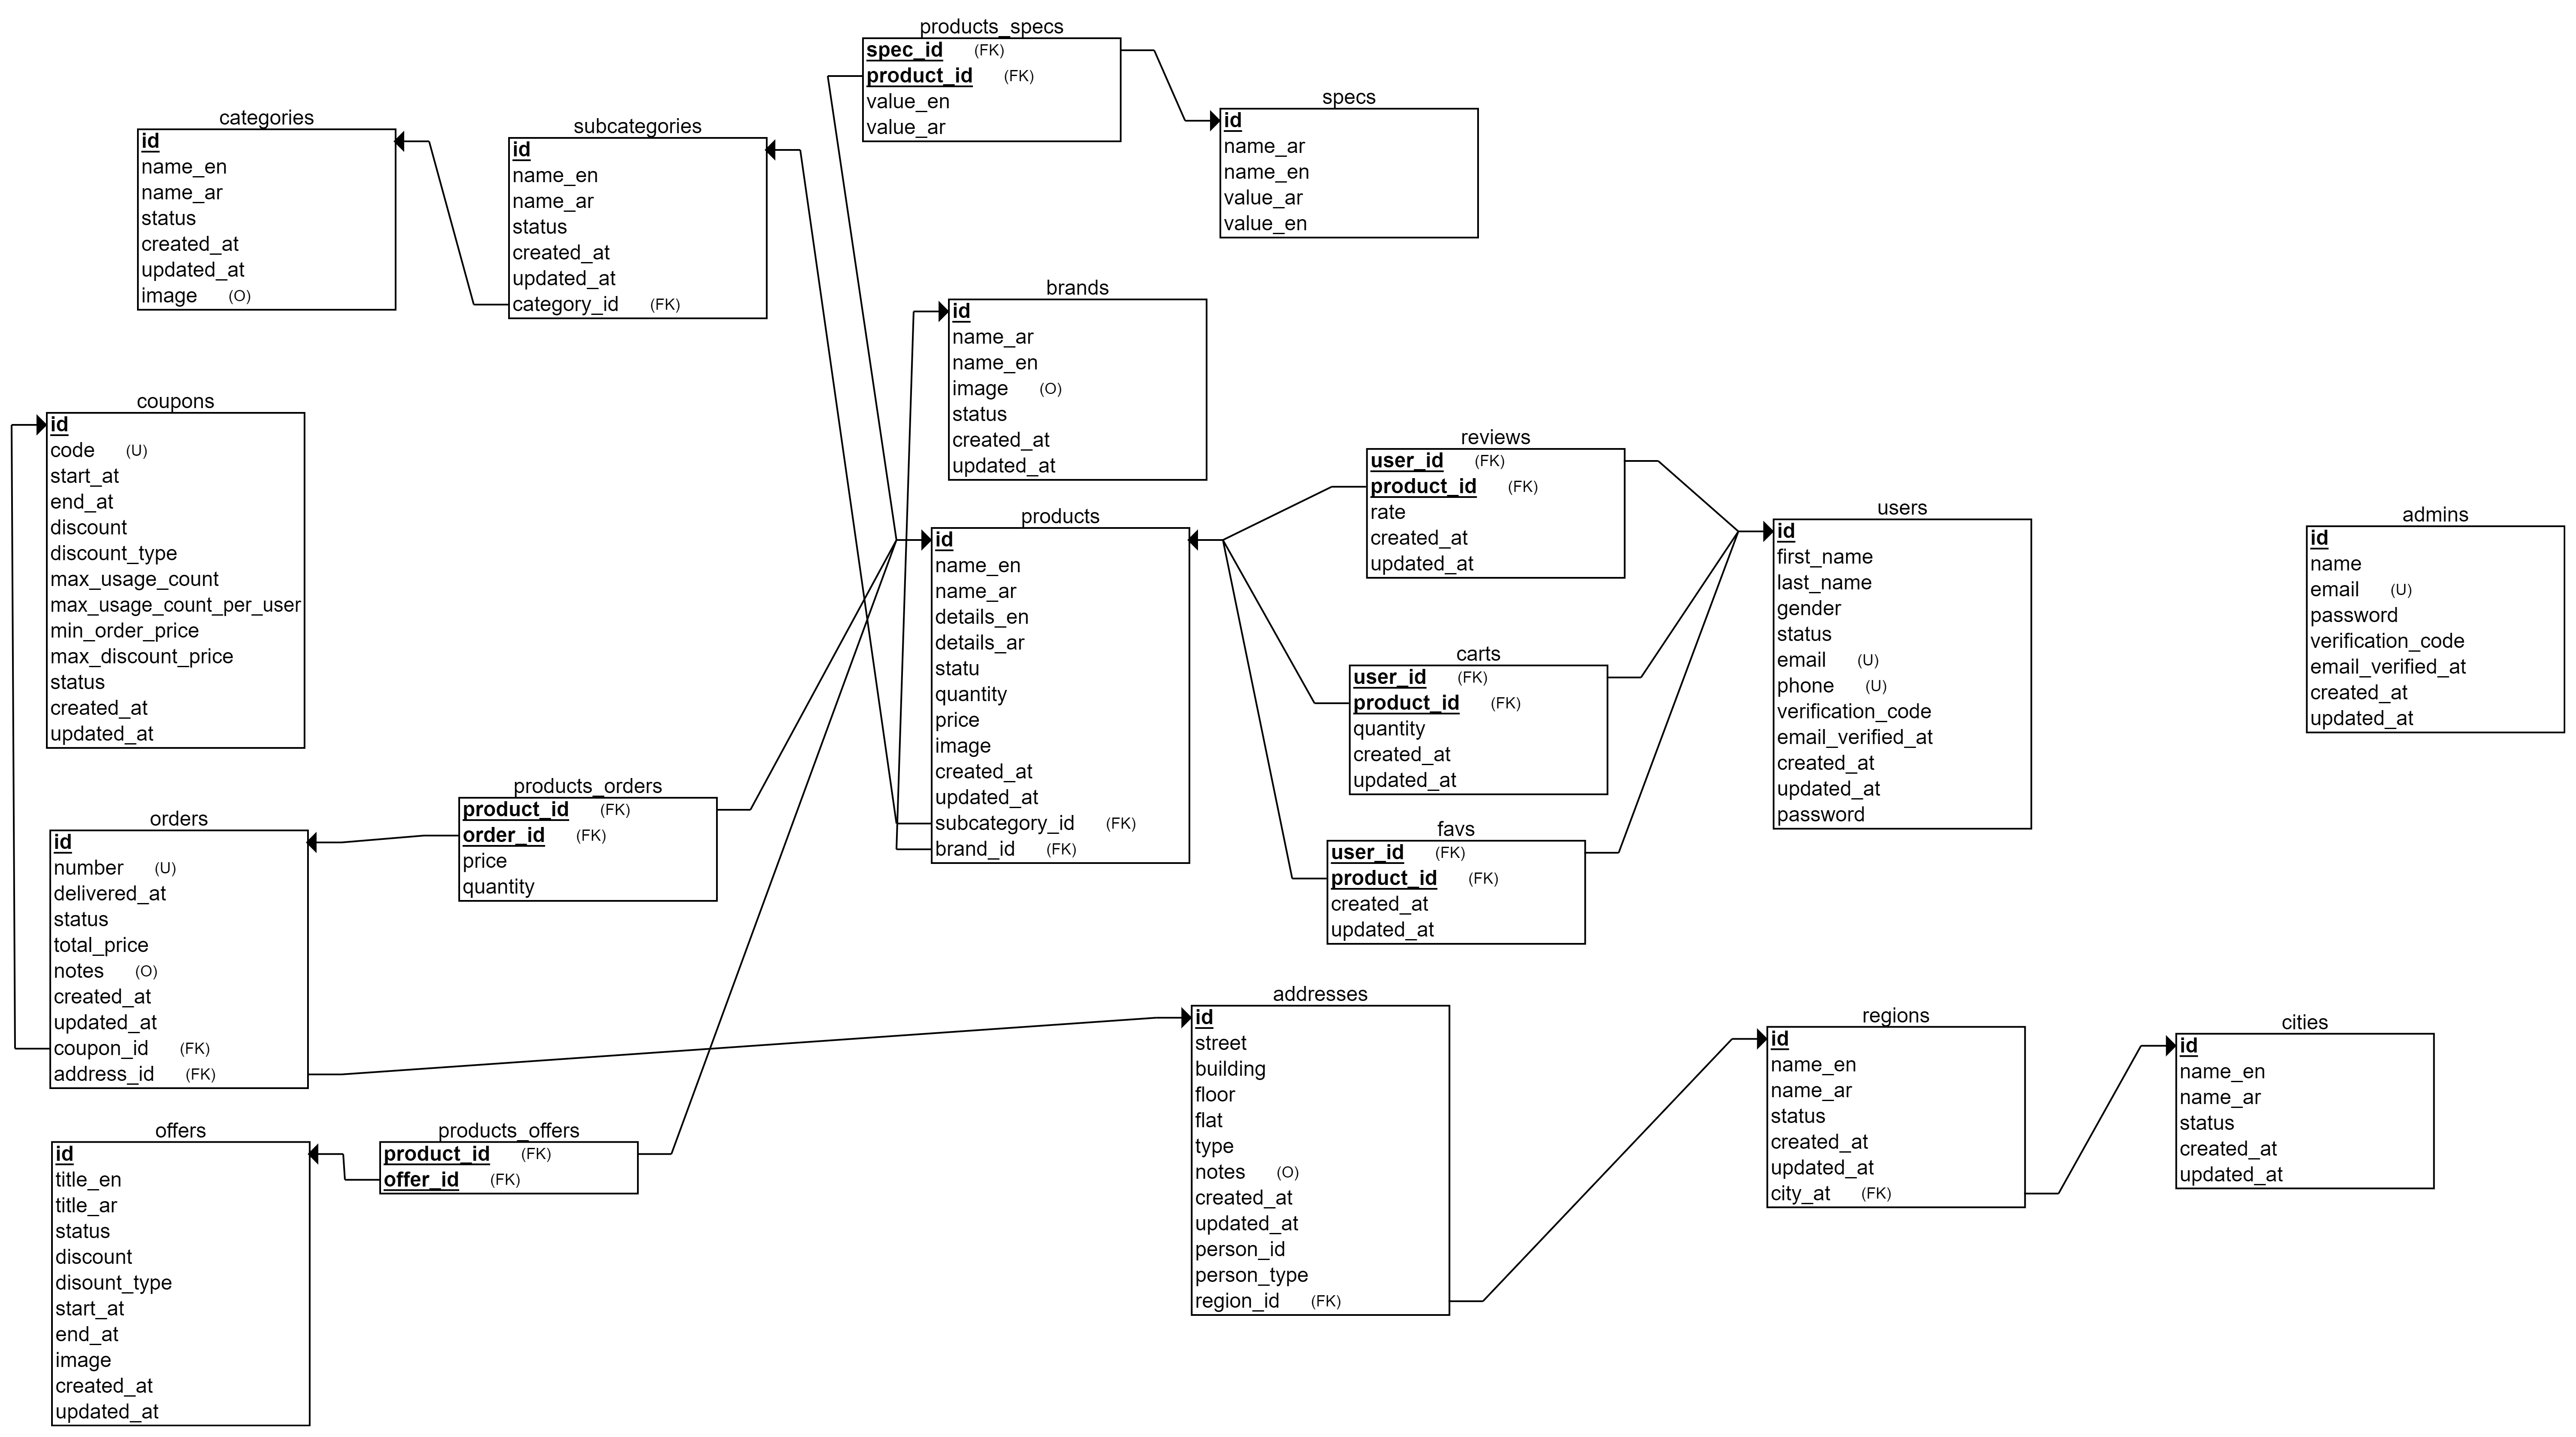 products_specs
spec_id (FK)
product_id (FK)
value_en
value_ar
specs
id
name_ar
name_en
value_ar
value_en
categories
id
name_en
name_ar
status
created_at
updated_at
image (O)
subcategories
id
name_en
name_ar
status
created_at
updated_at
category_id (FK)
brands
id
name_ar
name_en
image (O)
status
created_at
updated_at
coupons
id
code (U)
start_at
end_at
discount
discount_type
max_usage_count
max_usage_count_per_user
min_order_price
max_discount_price
status
created_at
updated_at
products
id
name_en
name_ar
details_en
details_ar
statu
quantity
price
image
created_at
updated_at
subcategory_id (FK)
brand_id (FK)
reviews
user_id (FK)
product_id (FK)
rate
created_at
updated_at
carts
user_id (FK)
product_id (FK)
quantity
created_at
updated_at
favs
user_id (FK)
product_id (FK)
created_at
updated_at
users
id
first_name
last_name
gender
status
email (U)
phone (U)
verification_code
email_verified_at
created_at
updated_at
password
admins
id
name
email (U)
password
verification_code
email_verified_at
created_at
updated_at
products_orders
product_id (FK)
order_id (FK)
price
quantity
orders
id
number (U)
delivered_at
status
total_price
notes (O)
created_at
updated_at
coupon_id (FK)
address_id (FK)
offers
id
title_en
title_ar
status
discount
disount_type
start_at
end_at
image
created_at
updated_at
products_offers
product_id (FK)
offer_id (FK)
addresses
id
street
building
floor
flat
type
notes (O)
created_at
updated_at
person_id
person_type
region_id (FK)
regions
id
name_en
name_ar
status
created_at
updated_at
city_at (FK)
cities
id
name_en
name_ar
status
created_at
updated_at